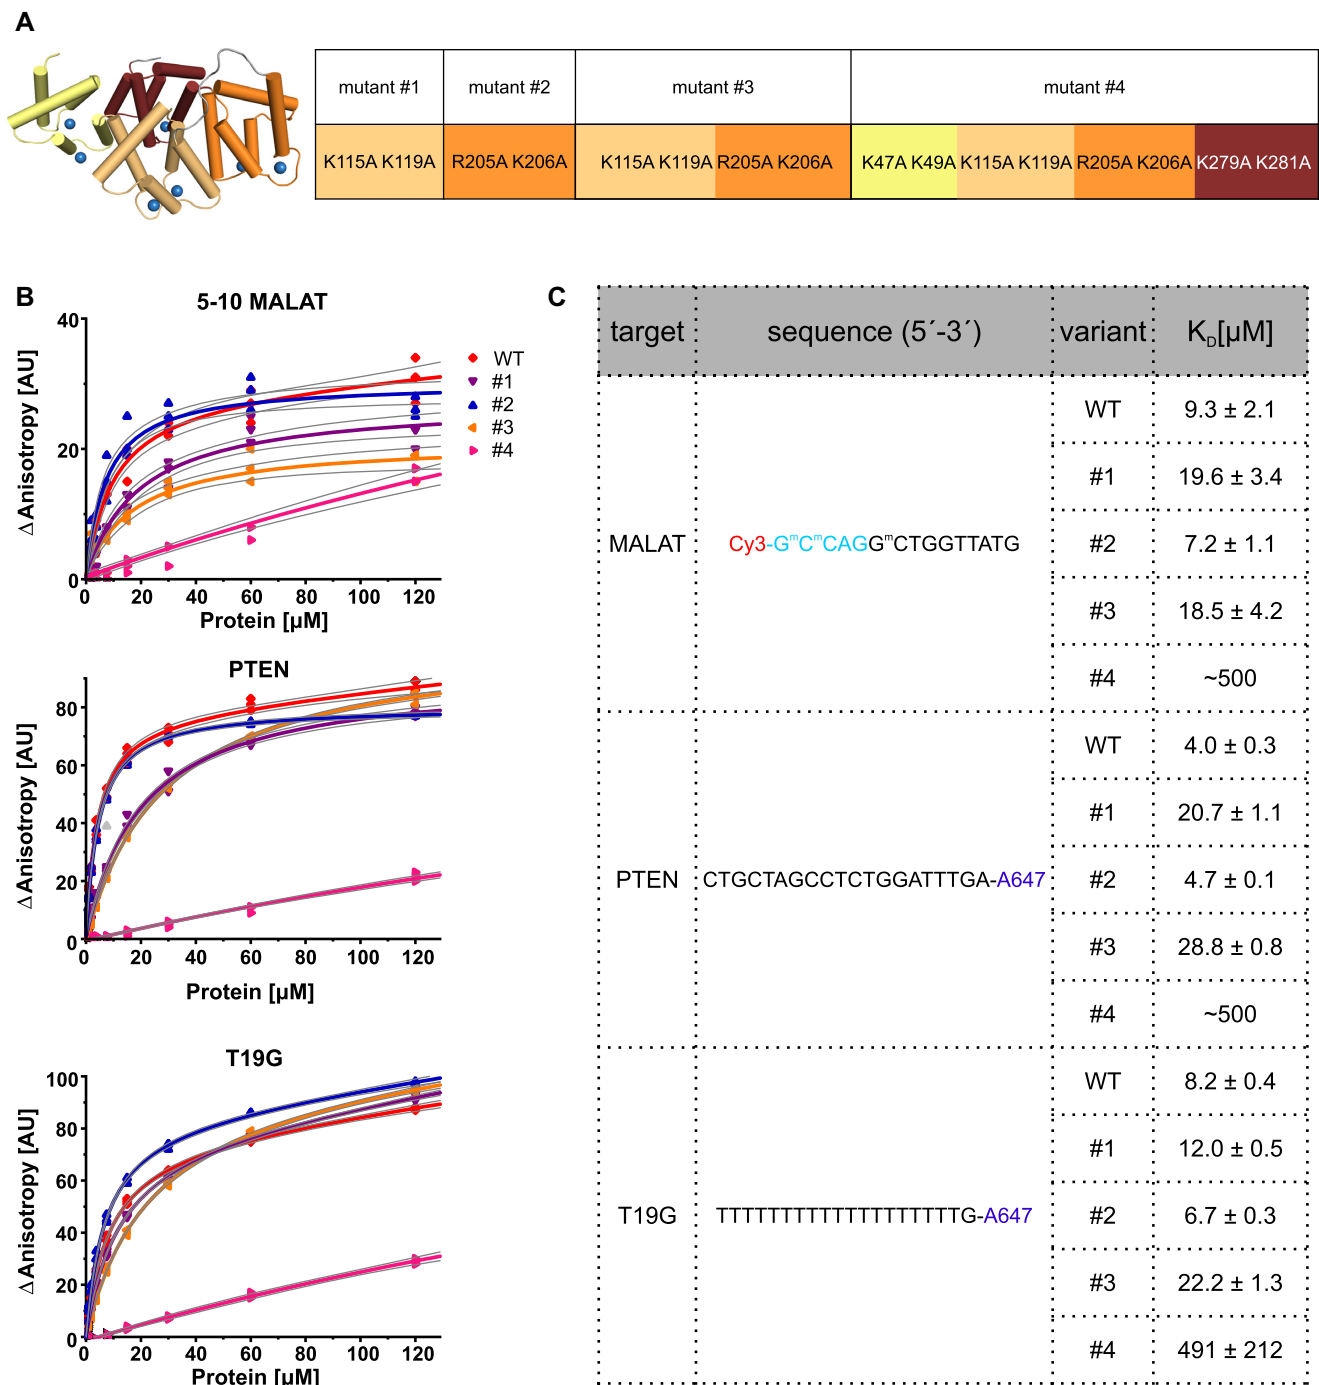 A
mutant #1 mutant #2 mutant #3 mutant #4
K115A K119A R205A K206A K115A K119A R205A K206A K47A K49A K115A K119A R205A K206A K279A K281A
B
5-10 MALAT
Δ Anisotropy [AU]
40
20
0
0 20 40 60 80 100 120
Protein [µM]
WT
#1
#2
#3
#4
PTEN
Δ Anisotropy [AU]
80
60
40
20
0
0 20 40 60 80 100 120
Protein [µM]
T19G
Δ Anisotropy [AU]
100
80
60
40
20
0
0 20 40 60 80 100 120
Protein [µM]
C
target sequence (5´-3´) variant KD[µM]
WT 9.3 ± 2.1
#1 19.6 ± 3.4
MALAT Cy3-GmCmCAGGmCTGGTTATG #2 7.2 ± 1.1
#3 18.5 ± 4.2
#4 ~500
WT 4.0 ± 0.3
#1 20.7 ± 1.1
PTEN CTGCTAGCCTCTGGATTTGA-A647 #2 4.7 ± 0.1
#3 28.8 ± 0.8
#4 ~500
WT 8.2 ± 0.4
#1 12.0 ± 0.5
T19G TTTTTTTTTTTTTTTTTTTG-A647 #2 6.7 ± 0.3
#3 22.2 ± 1.3
#4 491 ± 212